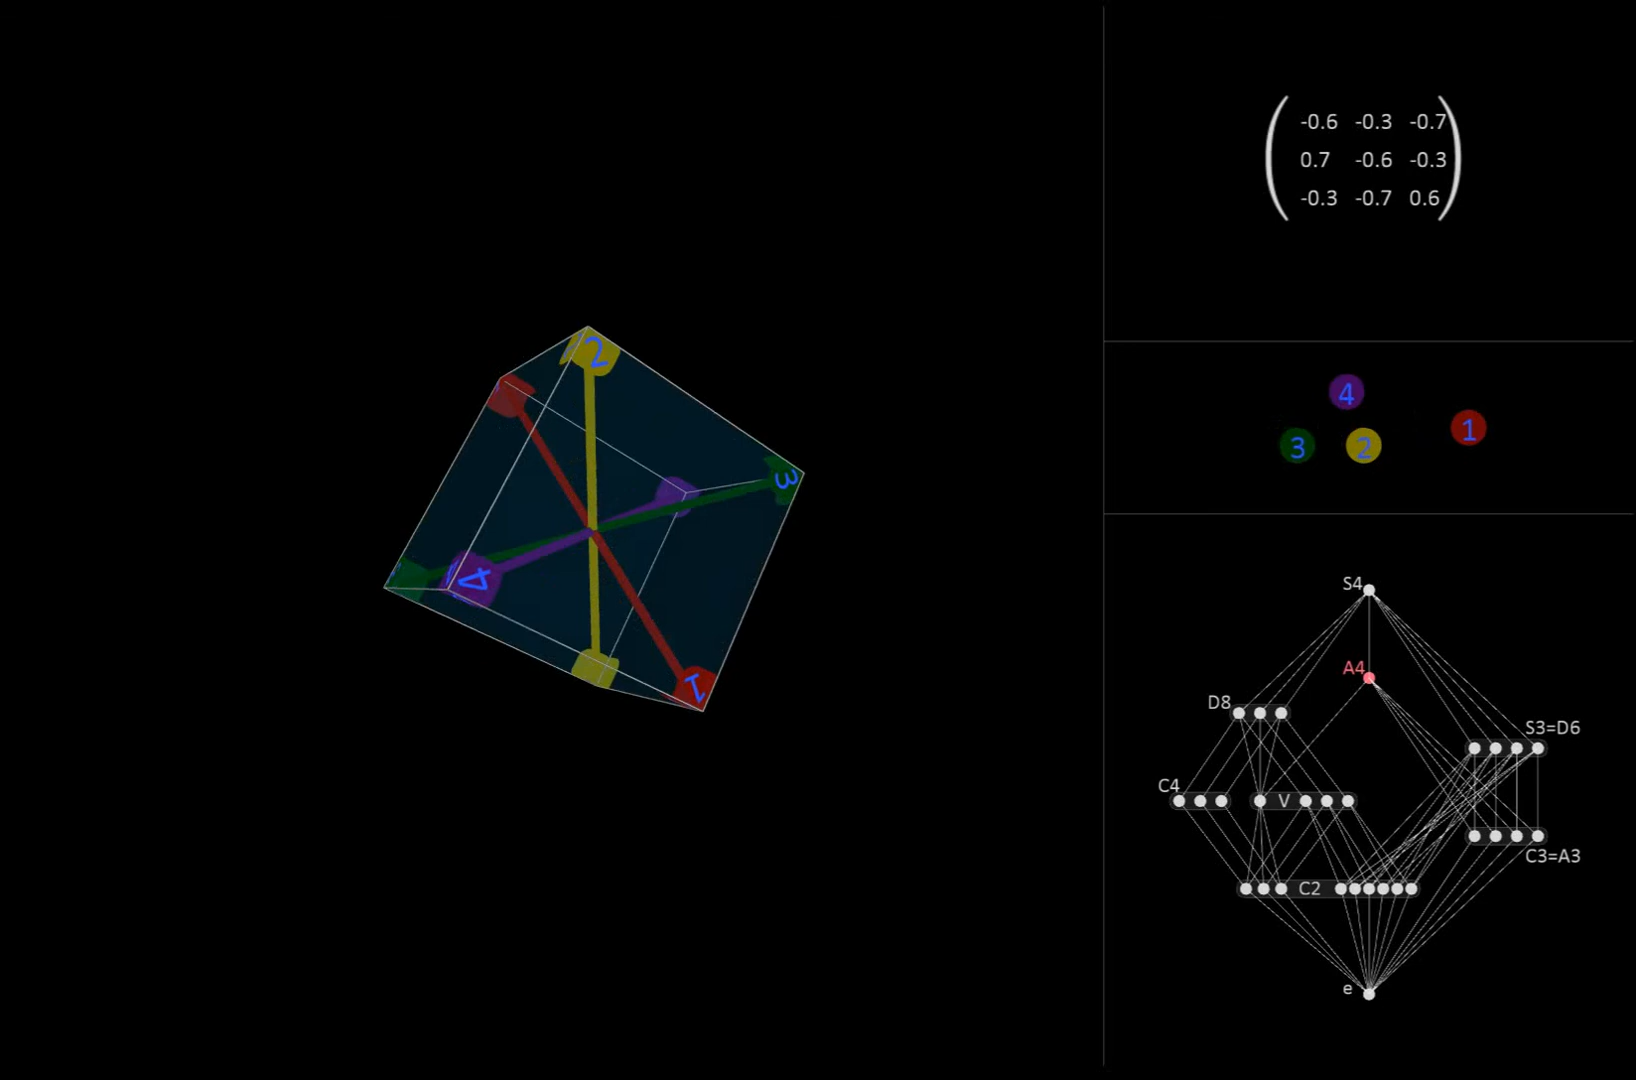 2
3
4
1
-0.6 -0.3 -0.7
0.7 -0.6 -0.3
-0.3 -0.7 0.6
4
3 2 1
S4
A4
D8
S3=D6
C4
V
C3=A3
C2
e